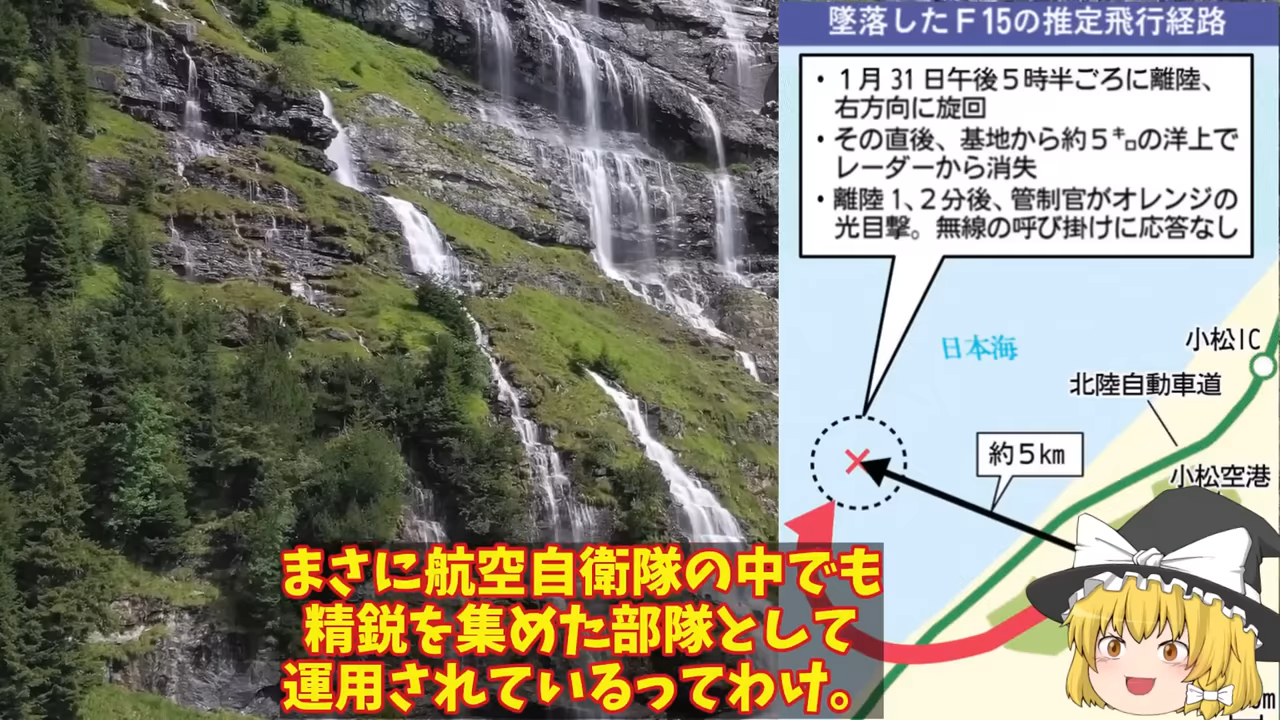 墜落したF15の推定飛行経路
・1月31日午後5時半ごろに離陸、
右方向に旋回
・その直後、基地から約5㌔の洋上で
レーダーから消失
・離陸1、2分後、管制官がオレンジの
光目撃。無線の呼び掛けに応答なし
日本海
小松IC
北陸自動車道
約5km
小松空港
まさに航空自衛隊の中でも
精鋭を集めた部隊として
運用されているってわけ。